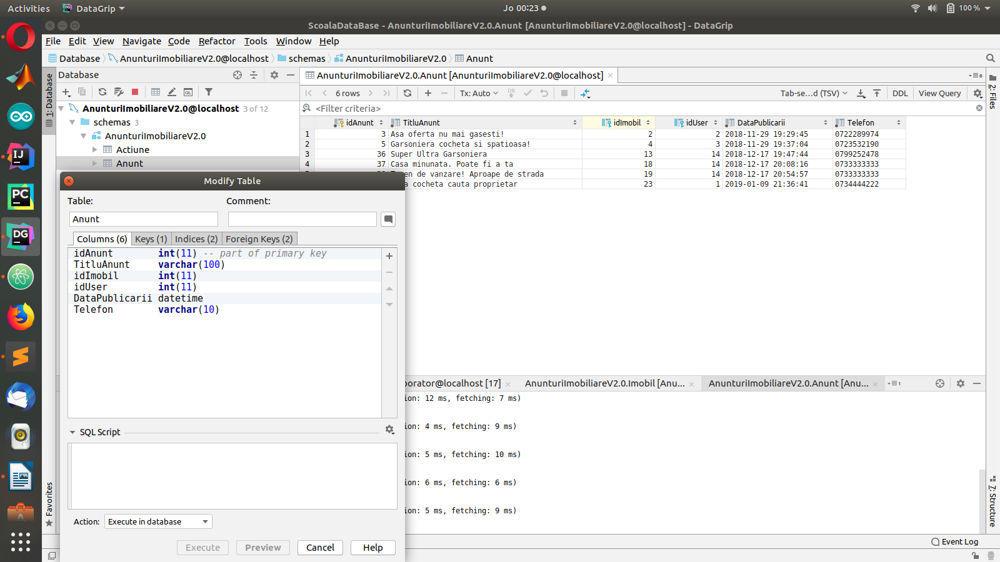 Activities DataGrip Jo 00:23 100 %
ScoalaDataBase - AnunturiImobiliareV2.0.Anunt [AnunturiImobiliareV2.0@localhost] - DataGrip
File Edit View Navigate Code Refactor Tools Window Help
Database AnunturiImobiliareV2.0@localhost schemas AnunturiImobiliareV2.0 Anunt
1: Database
Favorites
Database
AnunturiImobiliareV2.0@localhost 3 of 12
schemas 3
AnunturiImobiliareV2.0
Actiune
Anunt
AnunturiImobiliareV2.0.Anunt [AnunturiImobiliareV2.0@localhost]
6
6 rows Tx: Auto DB Tab-se...d (TSV) DDL View Query
<Filter criteria>
idAnunt TitluAnunt idImobil idUser DataPublicarii Telefon
1 3 Asa oferta nu mai gasesti! 2 2 2018-11-29 19:29:45 0722289974
2 5 Garsoniera cocheta si spatioasa! 4 3 2018-11-29 19:37:04 0723532190
3 36 Super Ultra Garsoniera 13 14 2018-12-17 19:47:44 0799252478
4 37 Casa minunata. Poate fi a ta 18 14 2018-12-17 20:08:16 0733333333
en de vanzare! Aproape de strada 19 14 2018-12-17 20:54:57 0733333333
a cocheta cauta proprietar 23 1 2019-01-09 21:36:41 0734444222
Modify Table
Table: Comment:
Anunt
Columns (6) Keys (1) Indices (2) Foreign Keys (2)
idAnunt int(11) -- part of primary key
TitluAnunt varchar(100)
idImobil int(11)
idUser int(11)
DataPublicarii datetime
Telefon varchar(10)
SQL Script
Action: Execute in database
Execute Preview Cancel Help
porator@localhost [17] AnunturiImobiliareV2.0.Imobil [Anu... AnunturiImobiliareV2.0.Anunt [Anu... 1
ion: 12 ms, fetching: 7 ms)
ion: 4 ms, fetching: 9 ms)
ion: 5 ms, fetching: 10 ms)
ion: 6 ms, fetching: 6 ms)
ion: 5 ms, fetching: 9 ms)
2: Files
7: Structure
Event Log